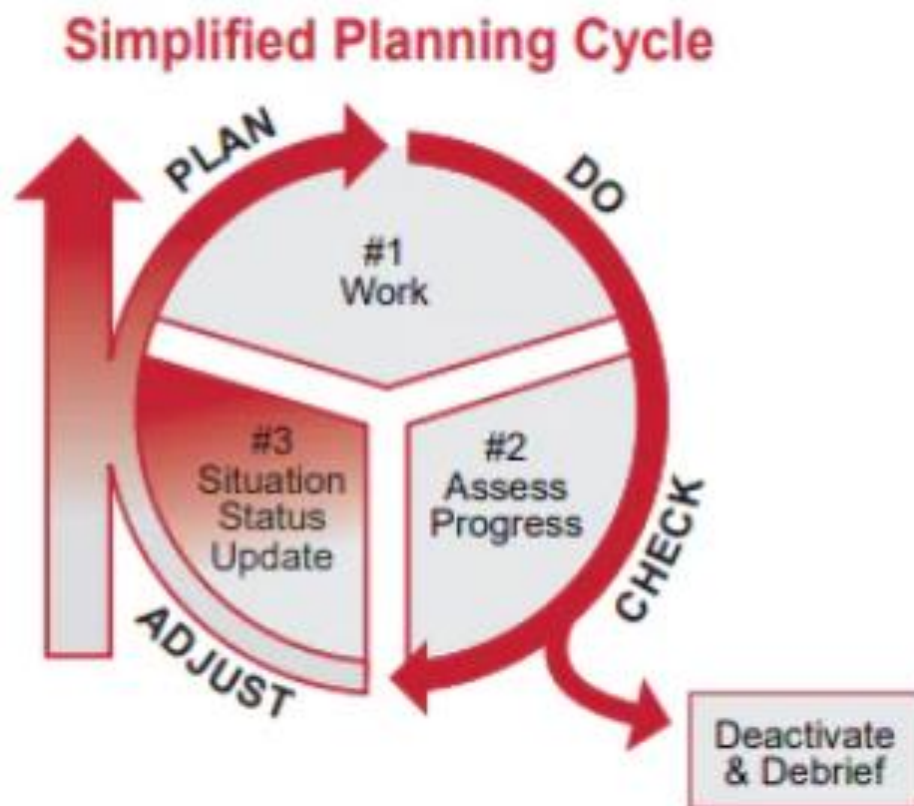 Simplified Planning Cycle
PLAN
DO
#1
Work
#3
Situation
Status
Update
#2
Assess
Progress
CHECK
ADJUST
Deactivate
& Debrief